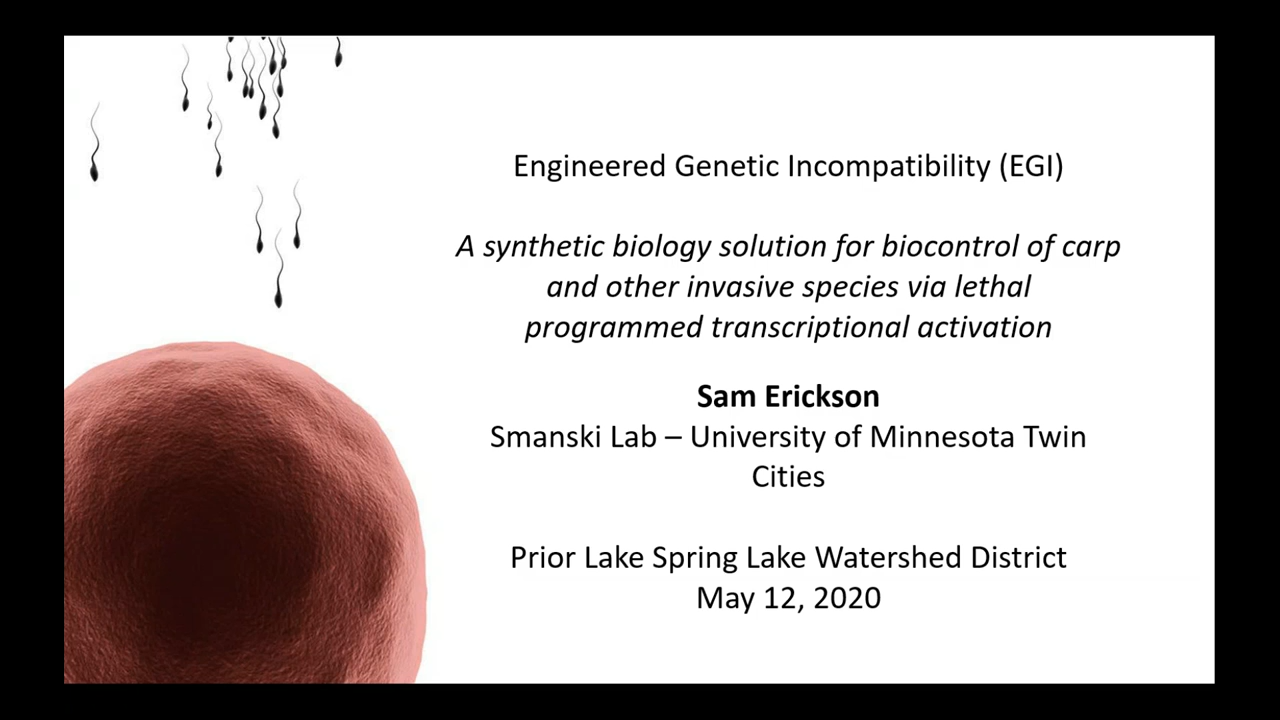 Engineered Genetic Incompatibility (EGI)
A synthetic biology solution for biocontrol of carp
and other invasive species via lethal
programmed transcriptional activation
Sam Erickson
Smanski Lab – University of Minnesota Twin
Cities
Prior Lake Spring Lake Watershed District
May 12, 2020